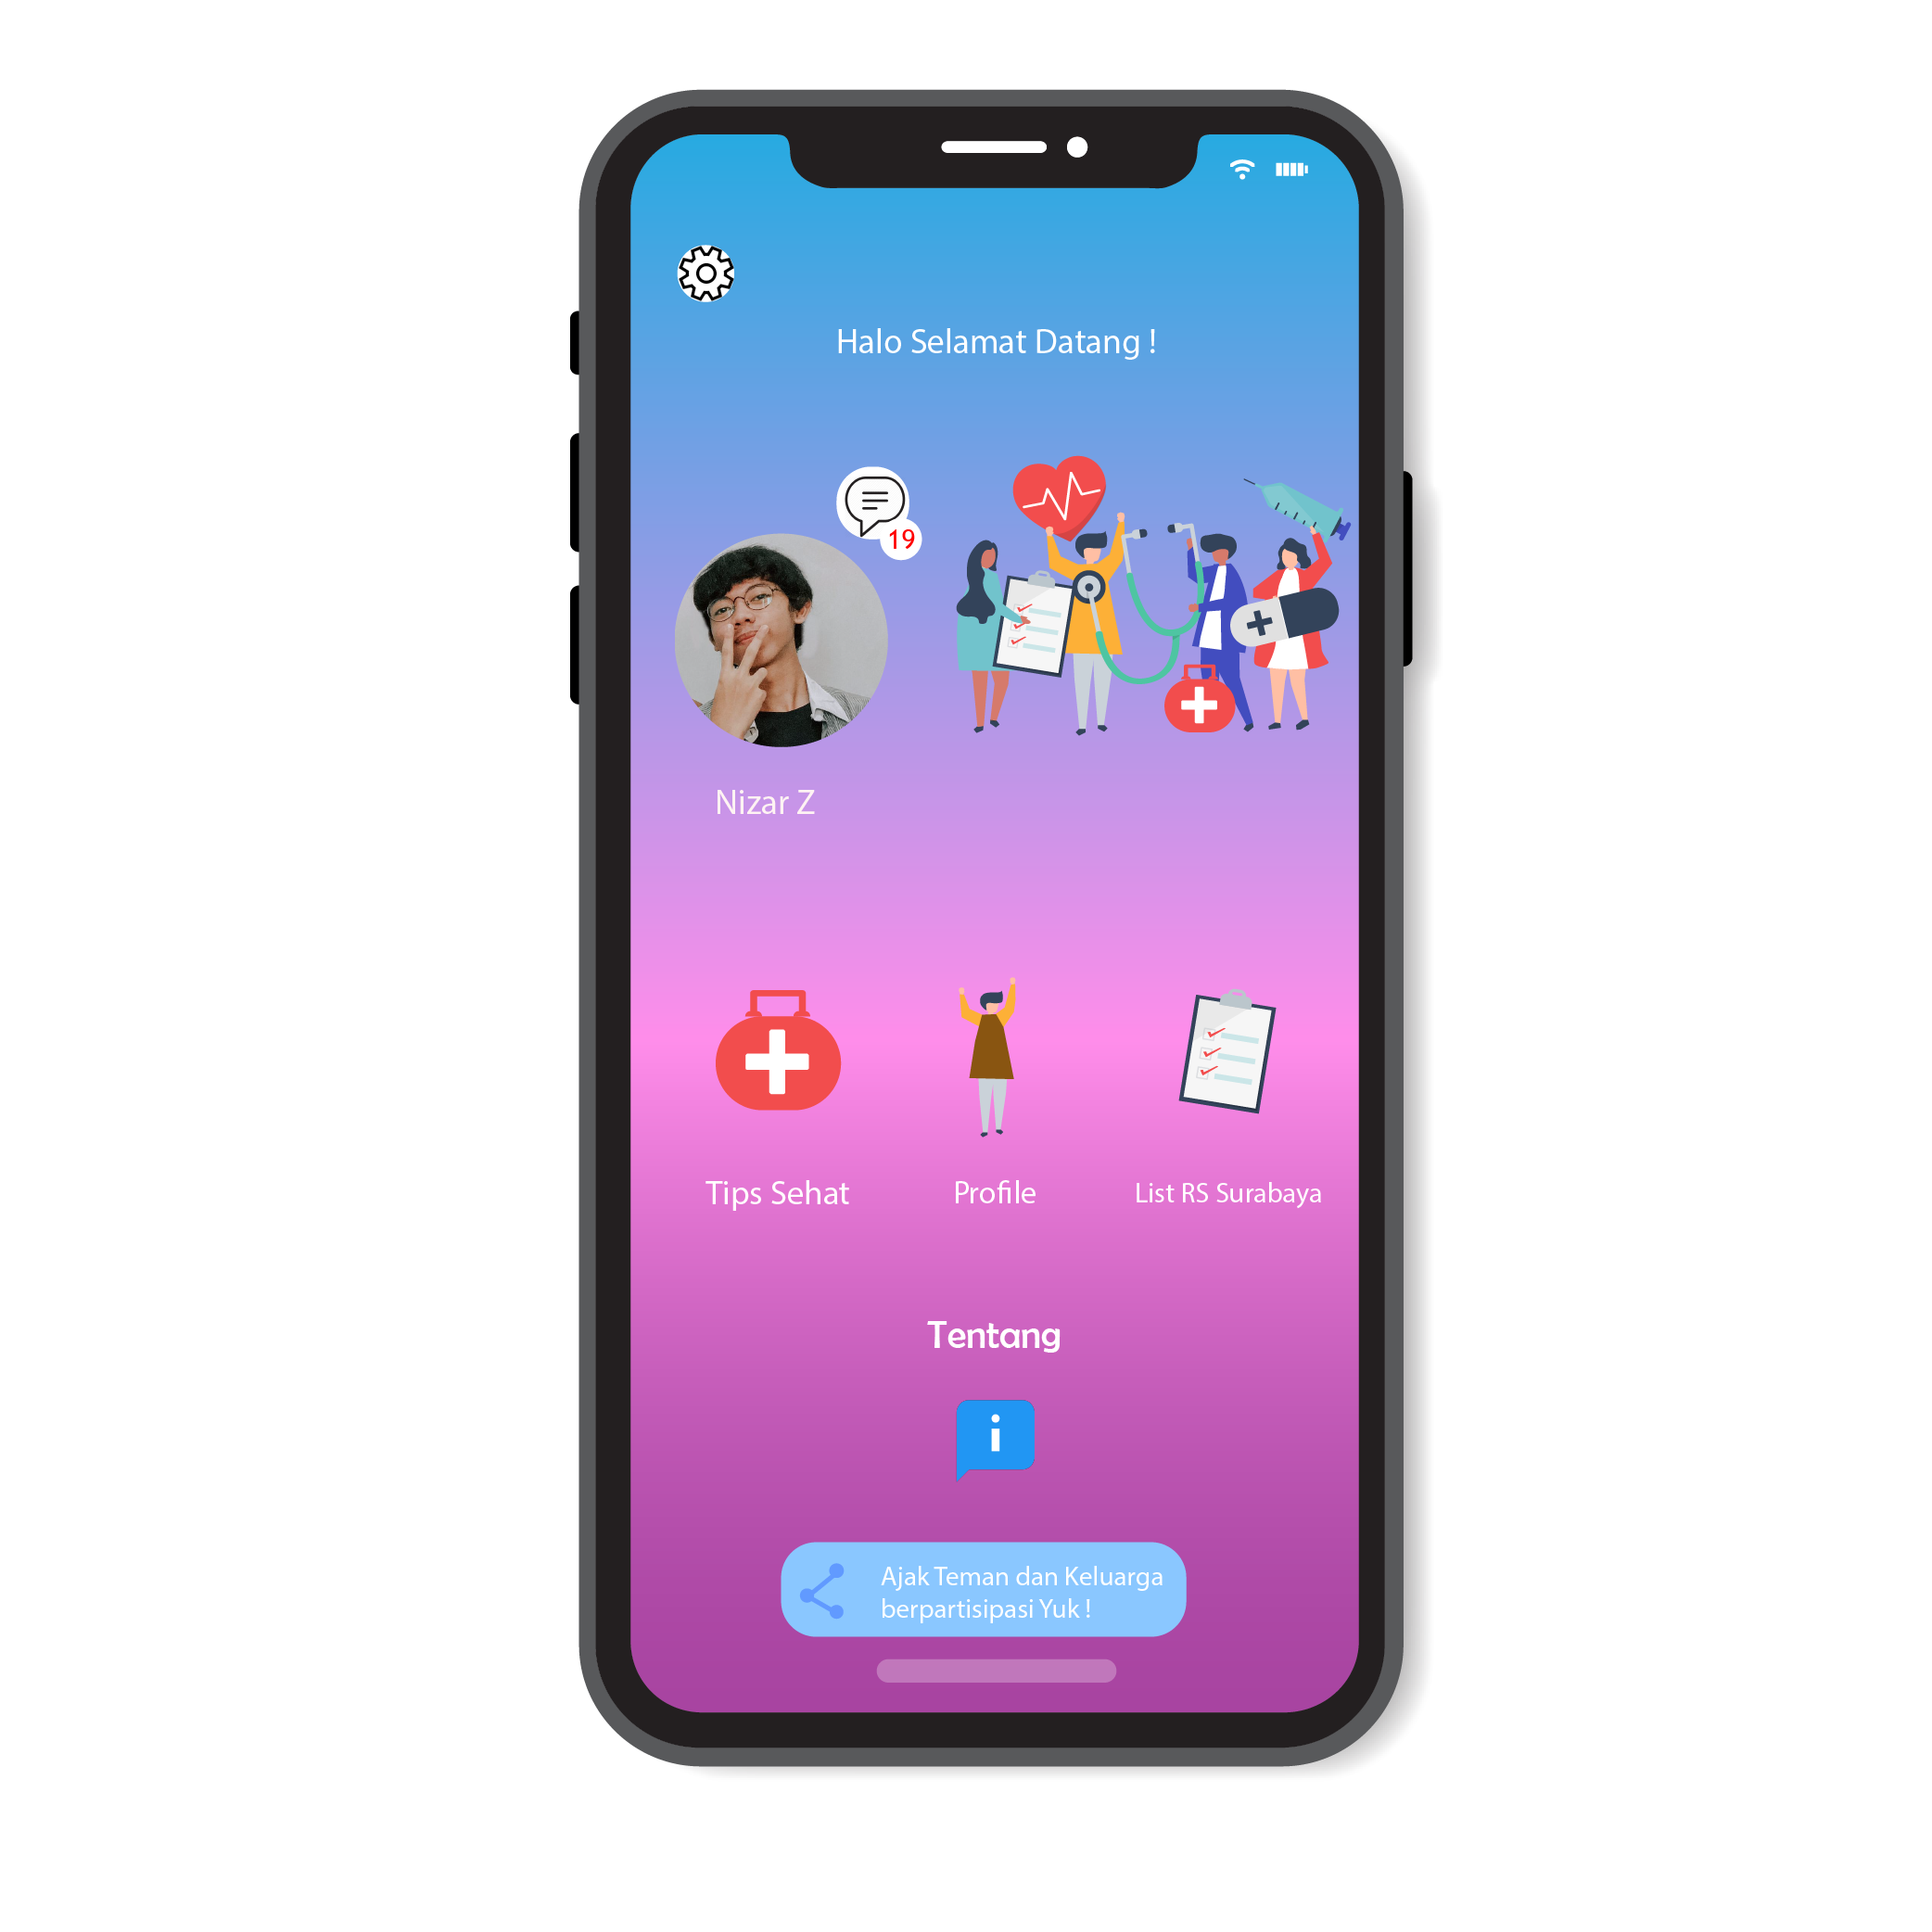 Halo Selamat Datang !
19
Nizar Z
Tips Sehat
Profile
List RS Surabaya
Tentang
i
Ajak Teman dan Keluarga
berpartisipasi Yuk !